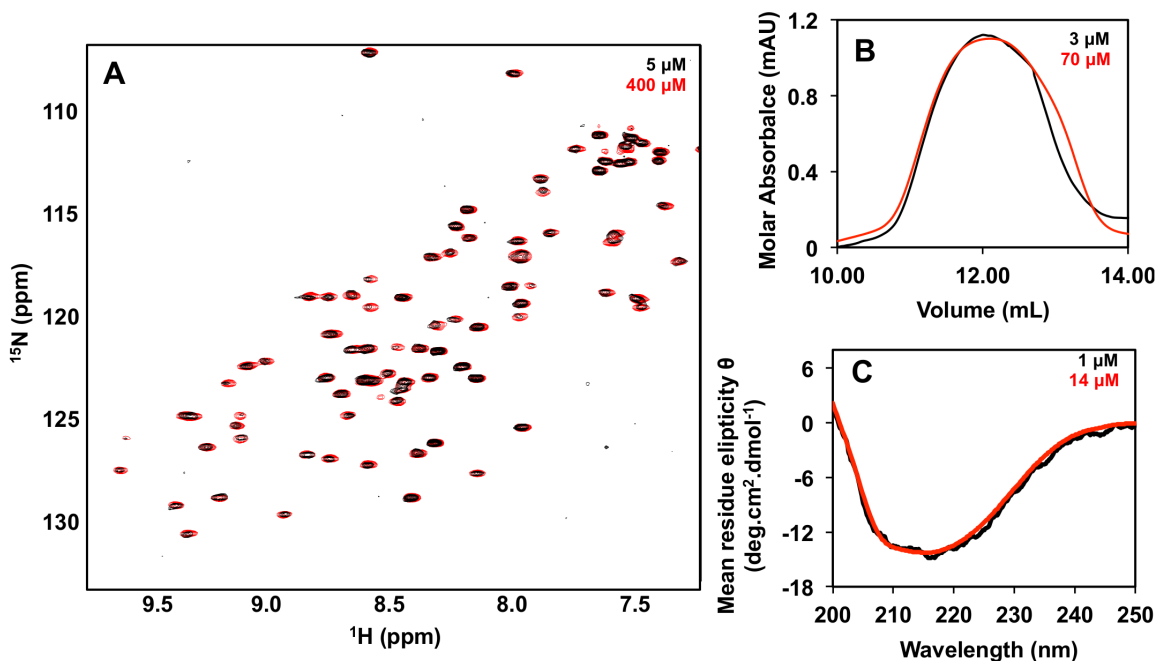 A
5 µM
400 µM
110
115
120
125
130
¹⁵N (ppm)
9.5 9.0 8.5 8.0 7.5
¹H (ppm)
B
3 µM
70 µM
1.2
0.8
0.4
0
Molar Absorbalce (mAU)
10.00 12.00 14.00
Volume (mL)
C
1 µM
14 µM
6
0
-6
-12
-18
Mean residue elipticity θ
(deg.cm².dmol⁻¹)
200 210 220 230 240 250
Wavelength (nm)